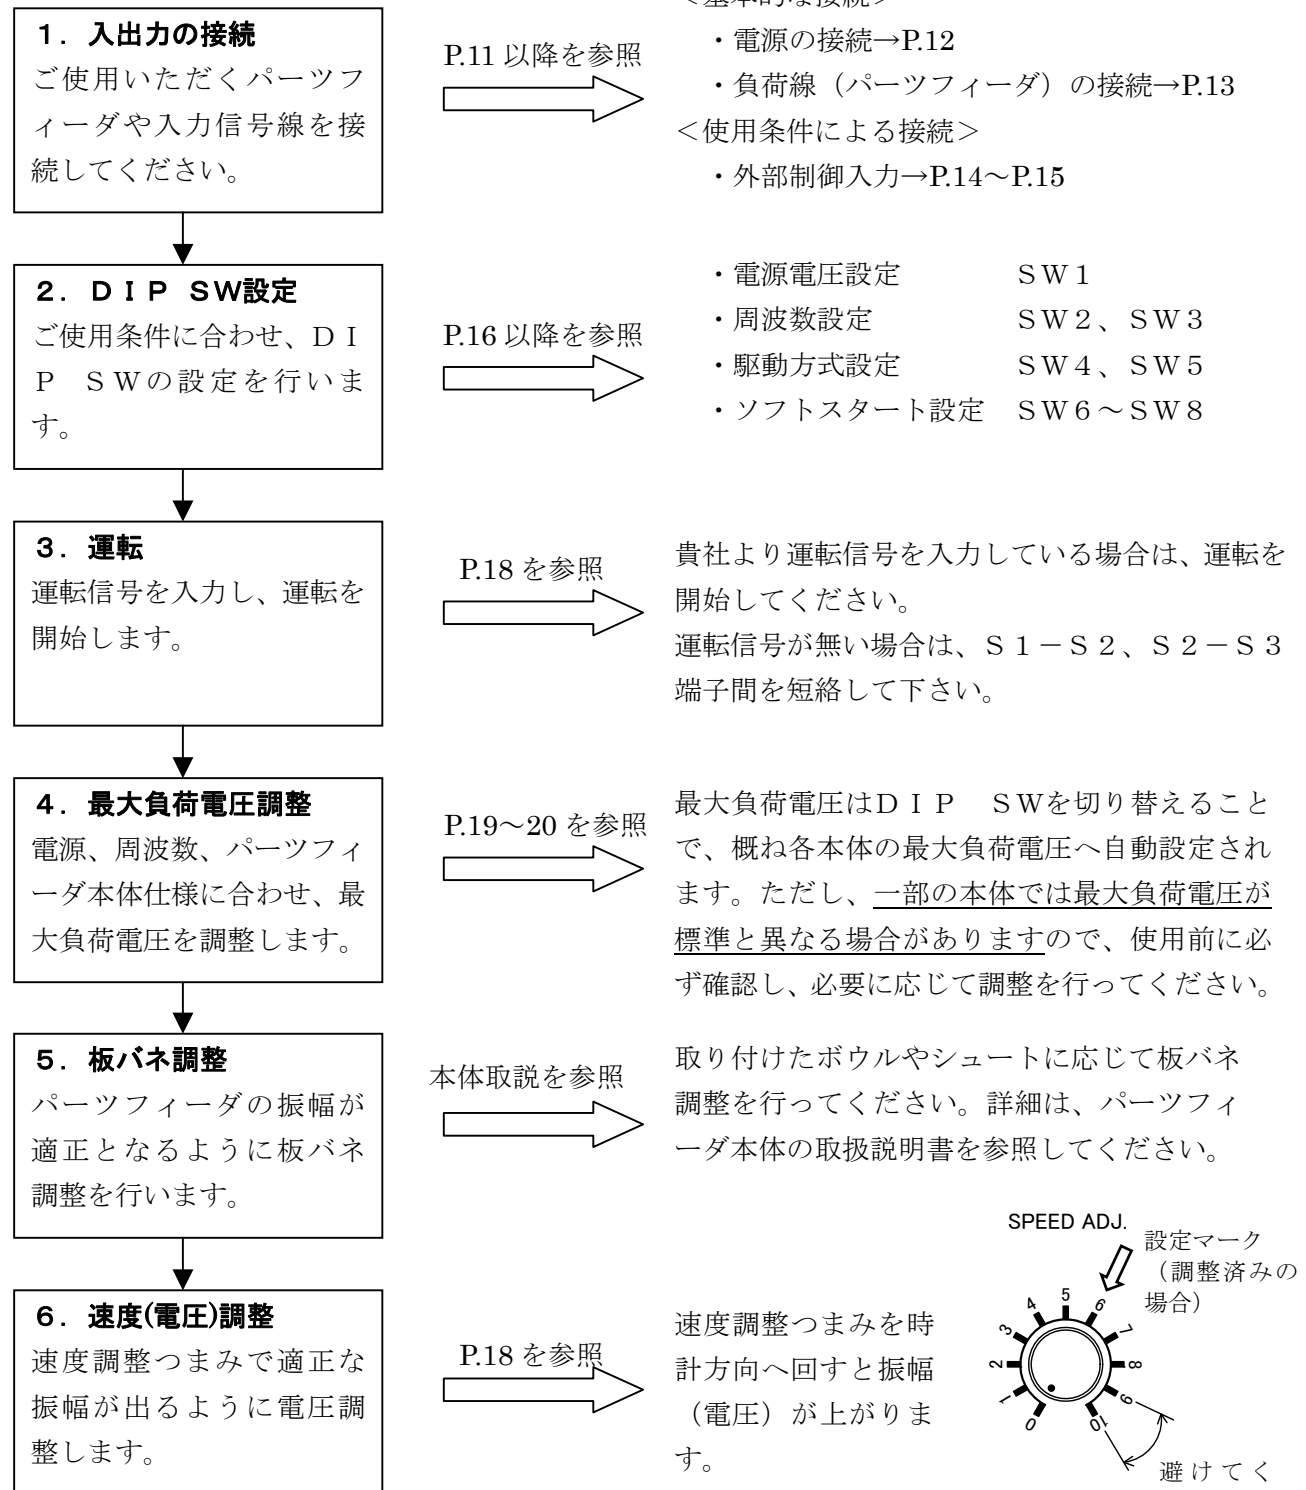 <基本的な接続>
1. 入出力の接続
ご使用いただくパーツフ
ィーダや入力信号線を接
続してください。
P.11 以降を参照
・電源の接続→P.12
・負荷線（パーツフィーダ）の接続→P.13
＜使用条件による接続＞
・外部制御入力→P.14～P.15
２．ＤＩＰ　ＳＷ設定
ご使用条件に合わせ、ＤＩ
Ｐ　ＳＷの設定を行いま
す。
P.16 以降を参照
・電源電圧設定　　　ＳＷ１
・周波数設定　　　　ＳＷ２、ＳＷ３
・駆動方式設定　　　ＳＷ４、ＳＷ５
・ソフトスタート設定　ＳＷ６～ＳＷ８
３．運転
運転信号を入力し、運転を
開始します。
P.18 を参照
貴社より運転信号を入力している場合は、運転を
開始してください。
運転信号が無い場合は、Ｓ１－Ｓ２、Ｓ２－Ｓ３
端子間を短絡して下さい。
４．最大負荷電圧調整
電源、周波数、パーツフィ
ーダ本体仕様に合わせ、最
大負荷電圧を調整します。
P.19～20 を参照
最大負荷電圧はＤＩＰ　ＳＷを切り替えること
で、概ね各本体の最大負荷電圧へ自動設定され
ます。ただし、一部の本体では最大負荷電圧が
標準と異なる場合がありますので、使用前に必
ず確認し、必要に応じて調整を行ってください。
５．板バネ調整
パーツフィーダの振幅が
適正となるように板バネ
調整を行います。
本体取説を参照
取り付けたボウルやシュートに応じて板バネ
調整を行ってください。詳細は、パーツフィ
ーダ本体の取扱説明書を参照してください。
６．速度(電圧)調整
速度調整つまみで適正な
振幅が出るように電圧調
整します。
P.18 を参照
速度調整つまみを時
計方向へ回すと振幅
（電圧）が上がりま
す。
SPEED ADJ.
設定マーク
（調整済みの
場合）
0
1
2
3
4
5
6
7
8
9
10
避けてく